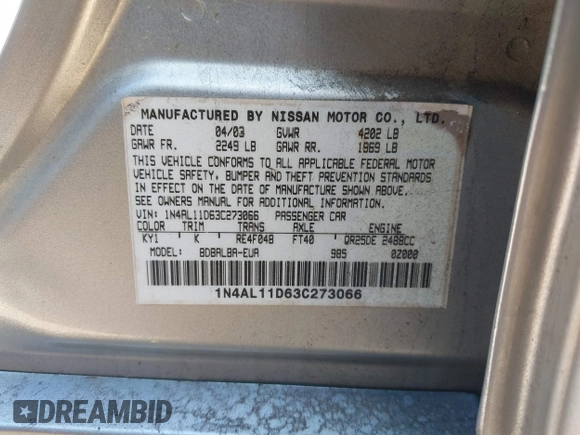 MANUFACTURED BY NISSAN MOTOR CO., LTD.
DATE 04/03 GVWR 4202 LB
GAWR FR. 2249 LB GAWR RR. 1969 LB
THIS VEHICLE CONFORMS TO ALL APPLICABLE FEDERAL MOTOR
VEHICLE SAFETY, BUMPER AND THEFT PREVENTION STANDARDS
IN EFFECT ON THE DATE OF MANUFACTURE SHOWN ABOVE.
SEE OWNERS MANUAL FOR ADDITIONAL INFORMATION.
VIN: 1N4AL11D63C273066 PASSENGER CAR
COLOR TRIM TRANS AXLE ENGINE
KY1 K RE4F04B FT40 QR25DE 2488CC
MODEL: BDBALBA-EUA 985 02000
1N4AL11D63C273066
DREAMBID